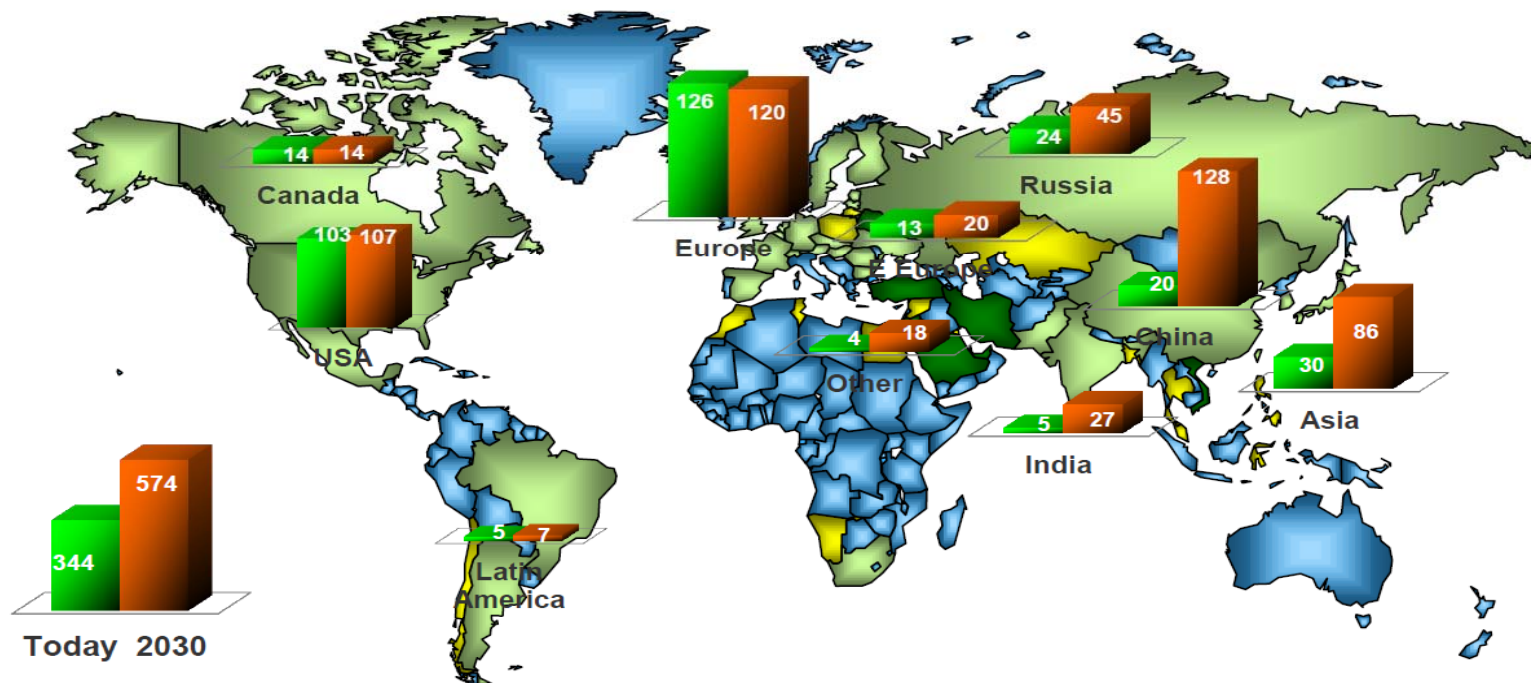 126 120
Europe
14 14
Canada
24 45
Russia
103 107
USA
13 20
E Europe
20 128
China
4 18
Other
30 86
Asia
5 27
India
5 7
Latin
America
344 574
Today 2030